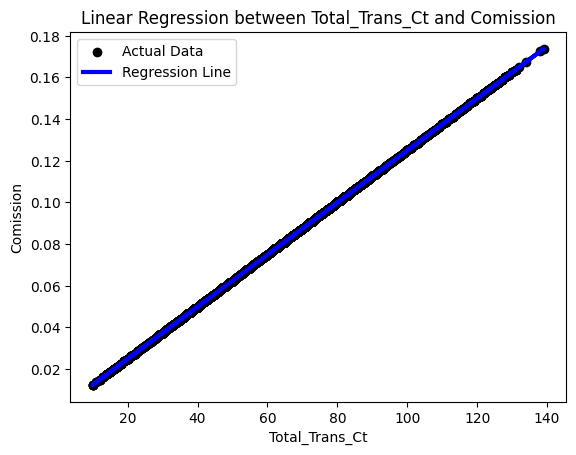 Linear Regression between Total_Trans_Ct and Comission
Actual Data
Regression Line
0.18
0.16
0.14
0.12
0.10
0.08
0.06
0.04
0.02
Comission
20 40 60 80 100 120 140
Total_Trans_Ct